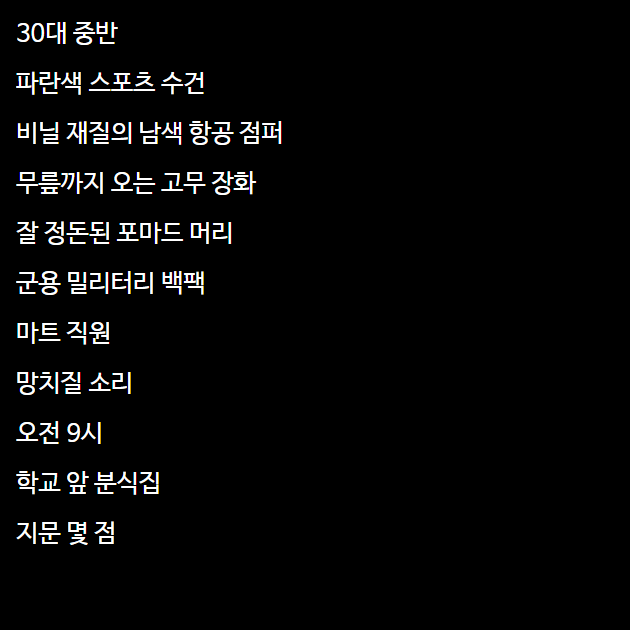 30대 중반
파란색 스포츠 수건
비닐 재질의 남색 항공 점퍼
무릎까지 오는 고무 장화
잘 정돈된 포마드 머리
군용 밀리터리 백팩
마트 직원
망치질 소리
오전 9시
학교 앞 분식집
지문 몇 점